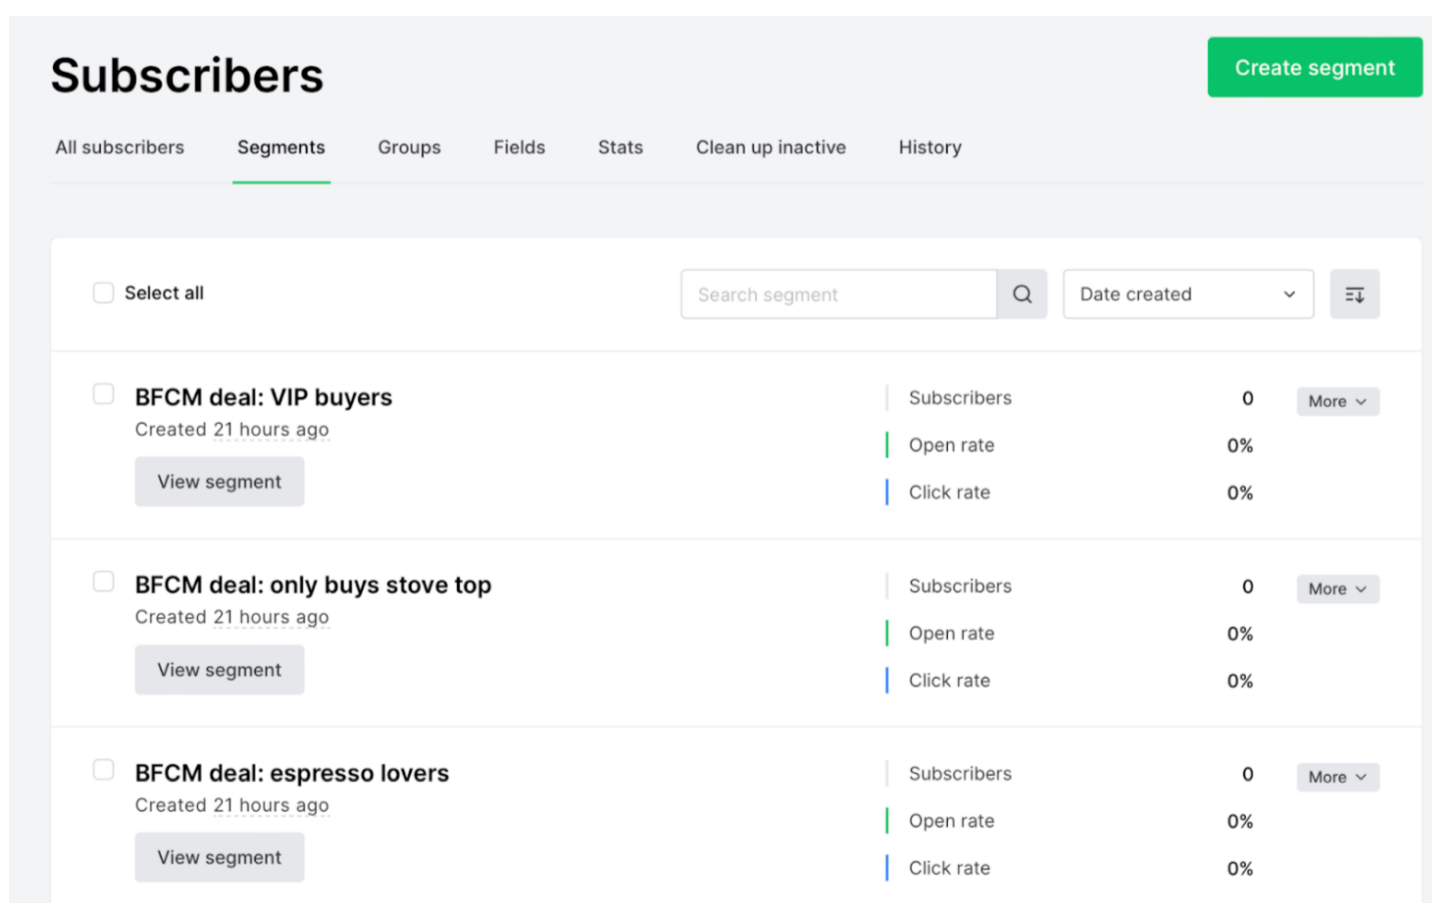 Subscribers
Create segment
All subscribers Segments Groups Fields Stats Clean up inactive History
Select all
Search segment
Date created
BFCM deal: VIP buyers
Created 21 hours ago
View segment
Subscribers 0
Open rate 0%
Click rate 0%
More
BFCM deal: only buys stove top
Created 21 hours ago
View segment
Subscribers 0
Open rate 0%
Click rate 0%
More
BFCM deal: espresso lovers
Created 21 hours ago
View segment
Subscribers 0
Open rate 0%
Click rate 0%
More